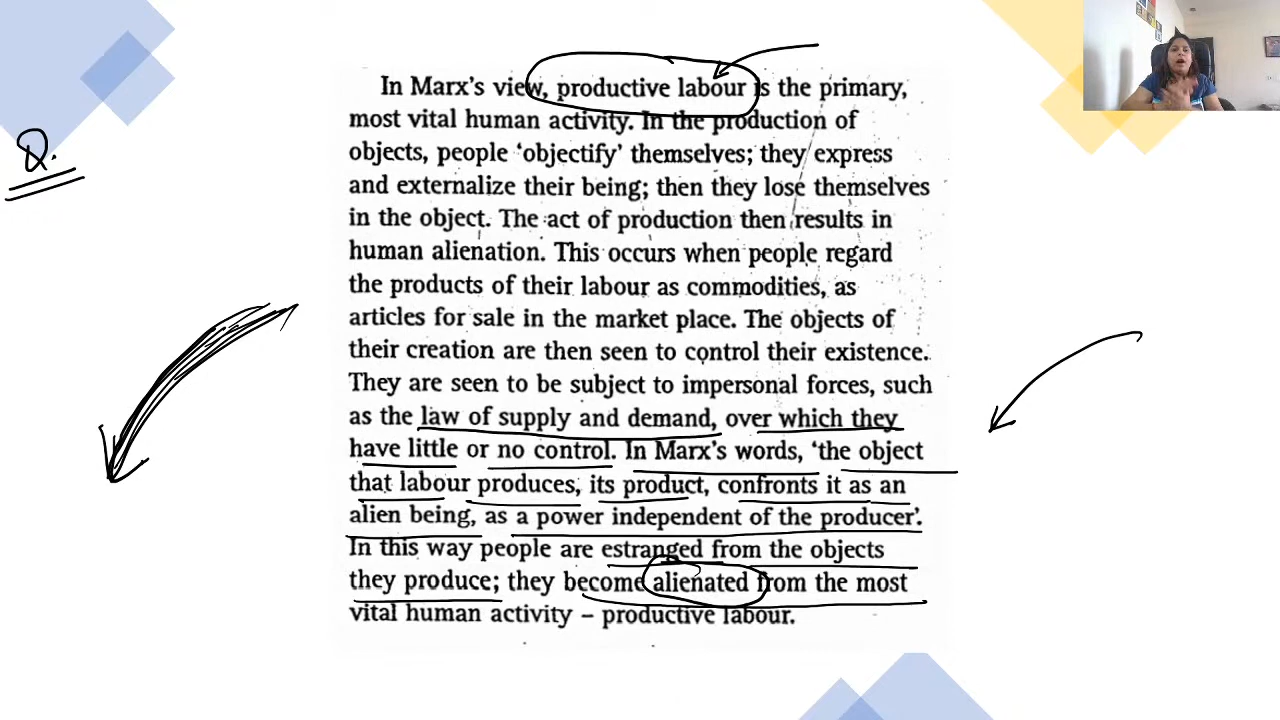 Q.
In Marx's view, productive labour is the primary,
most vital human activity. In the production of
objects, people 'objectify' themselves; they express
and externalize their being; then they lose themselves
in the object. The act of production then results in
human alienation. This occurs when people regard
the products of their labour as commodities, as
articles for sale in the market place. The objects of
their creation are then seen to control their existence.
They are seen to be subject to impersonal forces, such
as the law of supply and demand, over which they
have little or no control. In Marx's words, 'the object
that labour produces, its product, confronts it as an
alien being, as a power independent of the producer'.
In this way people are estranged from the objects
they produce; they become alienated from the most
vital human activity – productive labour.